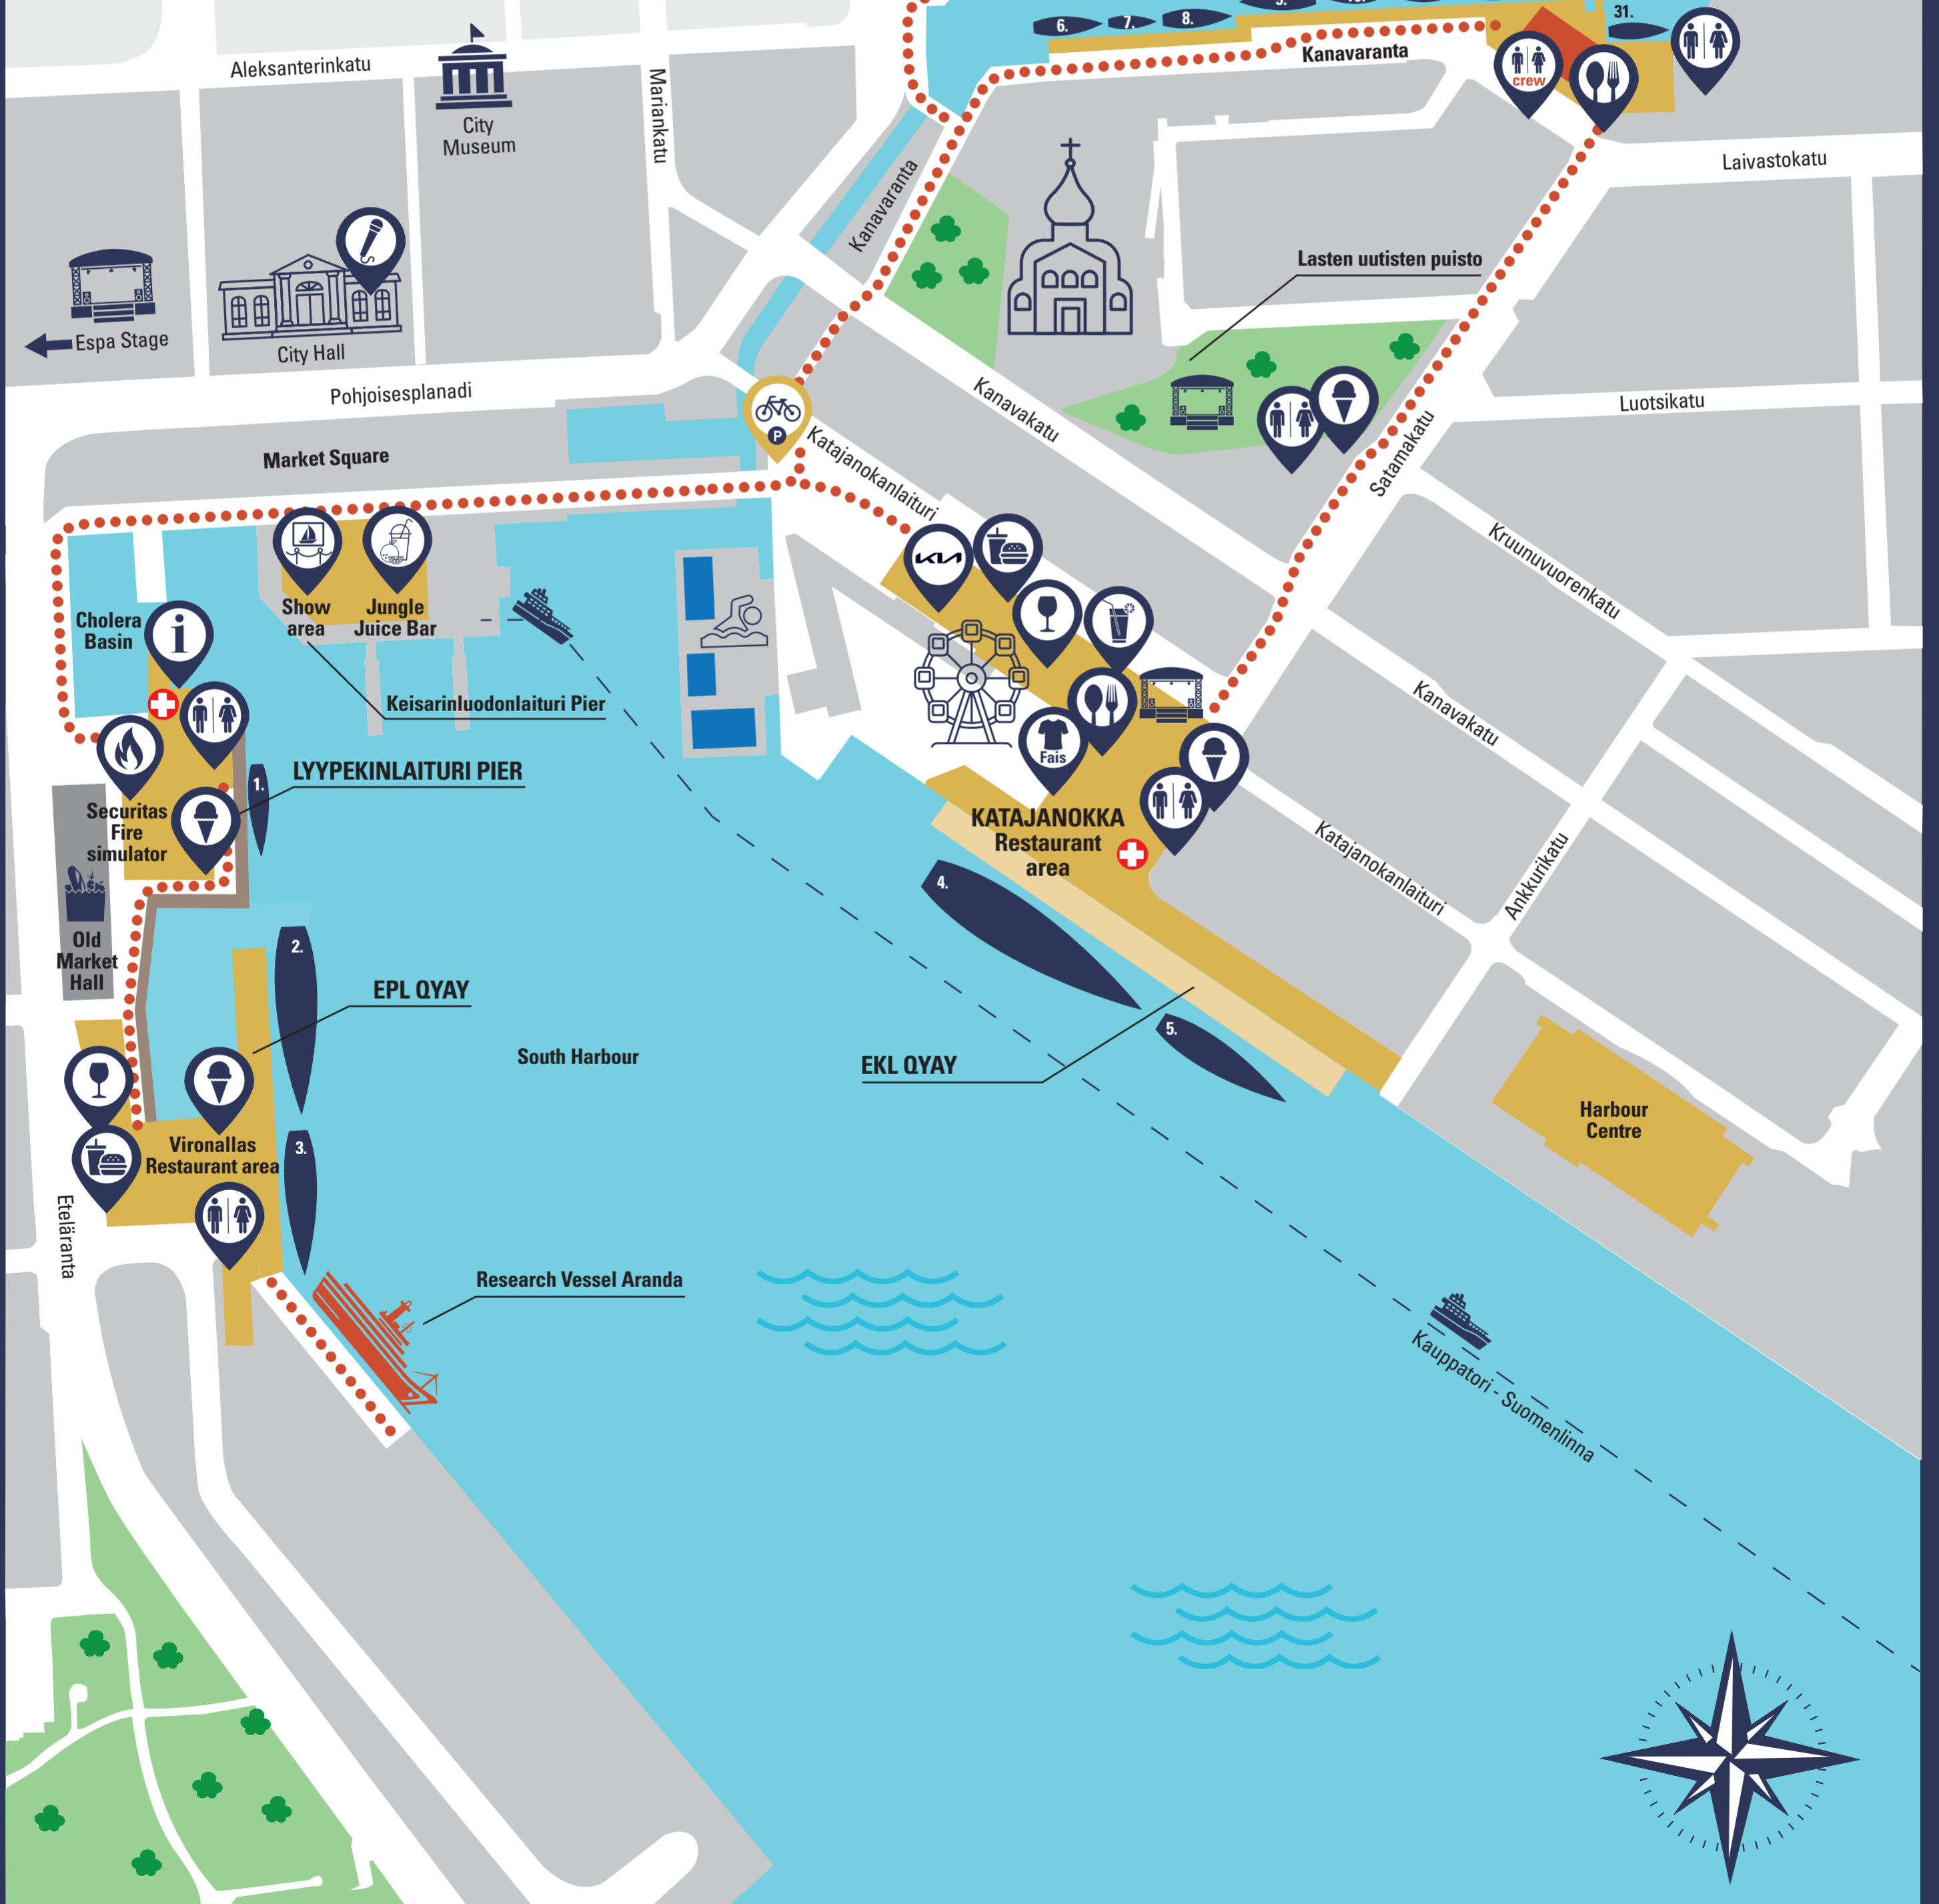 6.
7.
8.
31.
Kanavaranta
crew
Aleksanterinkatu
City
Museum
Mariankatu
Laivastokatu
Kanavaranta
Lasten uutisten puisto
Espa Stage
City Hall
Pohjoisesplanadi
P
Kanavakatu
Luotsikatu
Market Square
Katajanokanlaituri
Satamakatu
Kruunuvuorenkatu
KIA
Show
area
Jungle
Juice Bar
Cholera
Basin
i
Keisarinluodonlaituri Pier
Kanavakatu
Fais
LYYPEKINLAITURI PIER
1.
Securitas
Fire
simulator
KATAJANOKKA
Restaurant
area
Katajanokanlaituri
Ankkurikatu
4.
Old
Market
Hall
2.
EPL QYAY
South Harbour
5.
EKL QYAY
Harbour
Centre
Vironallas
Restaurant area
3.
Eteläranta
Research Vessel Aranda
Kauppatori - Suomenlinna